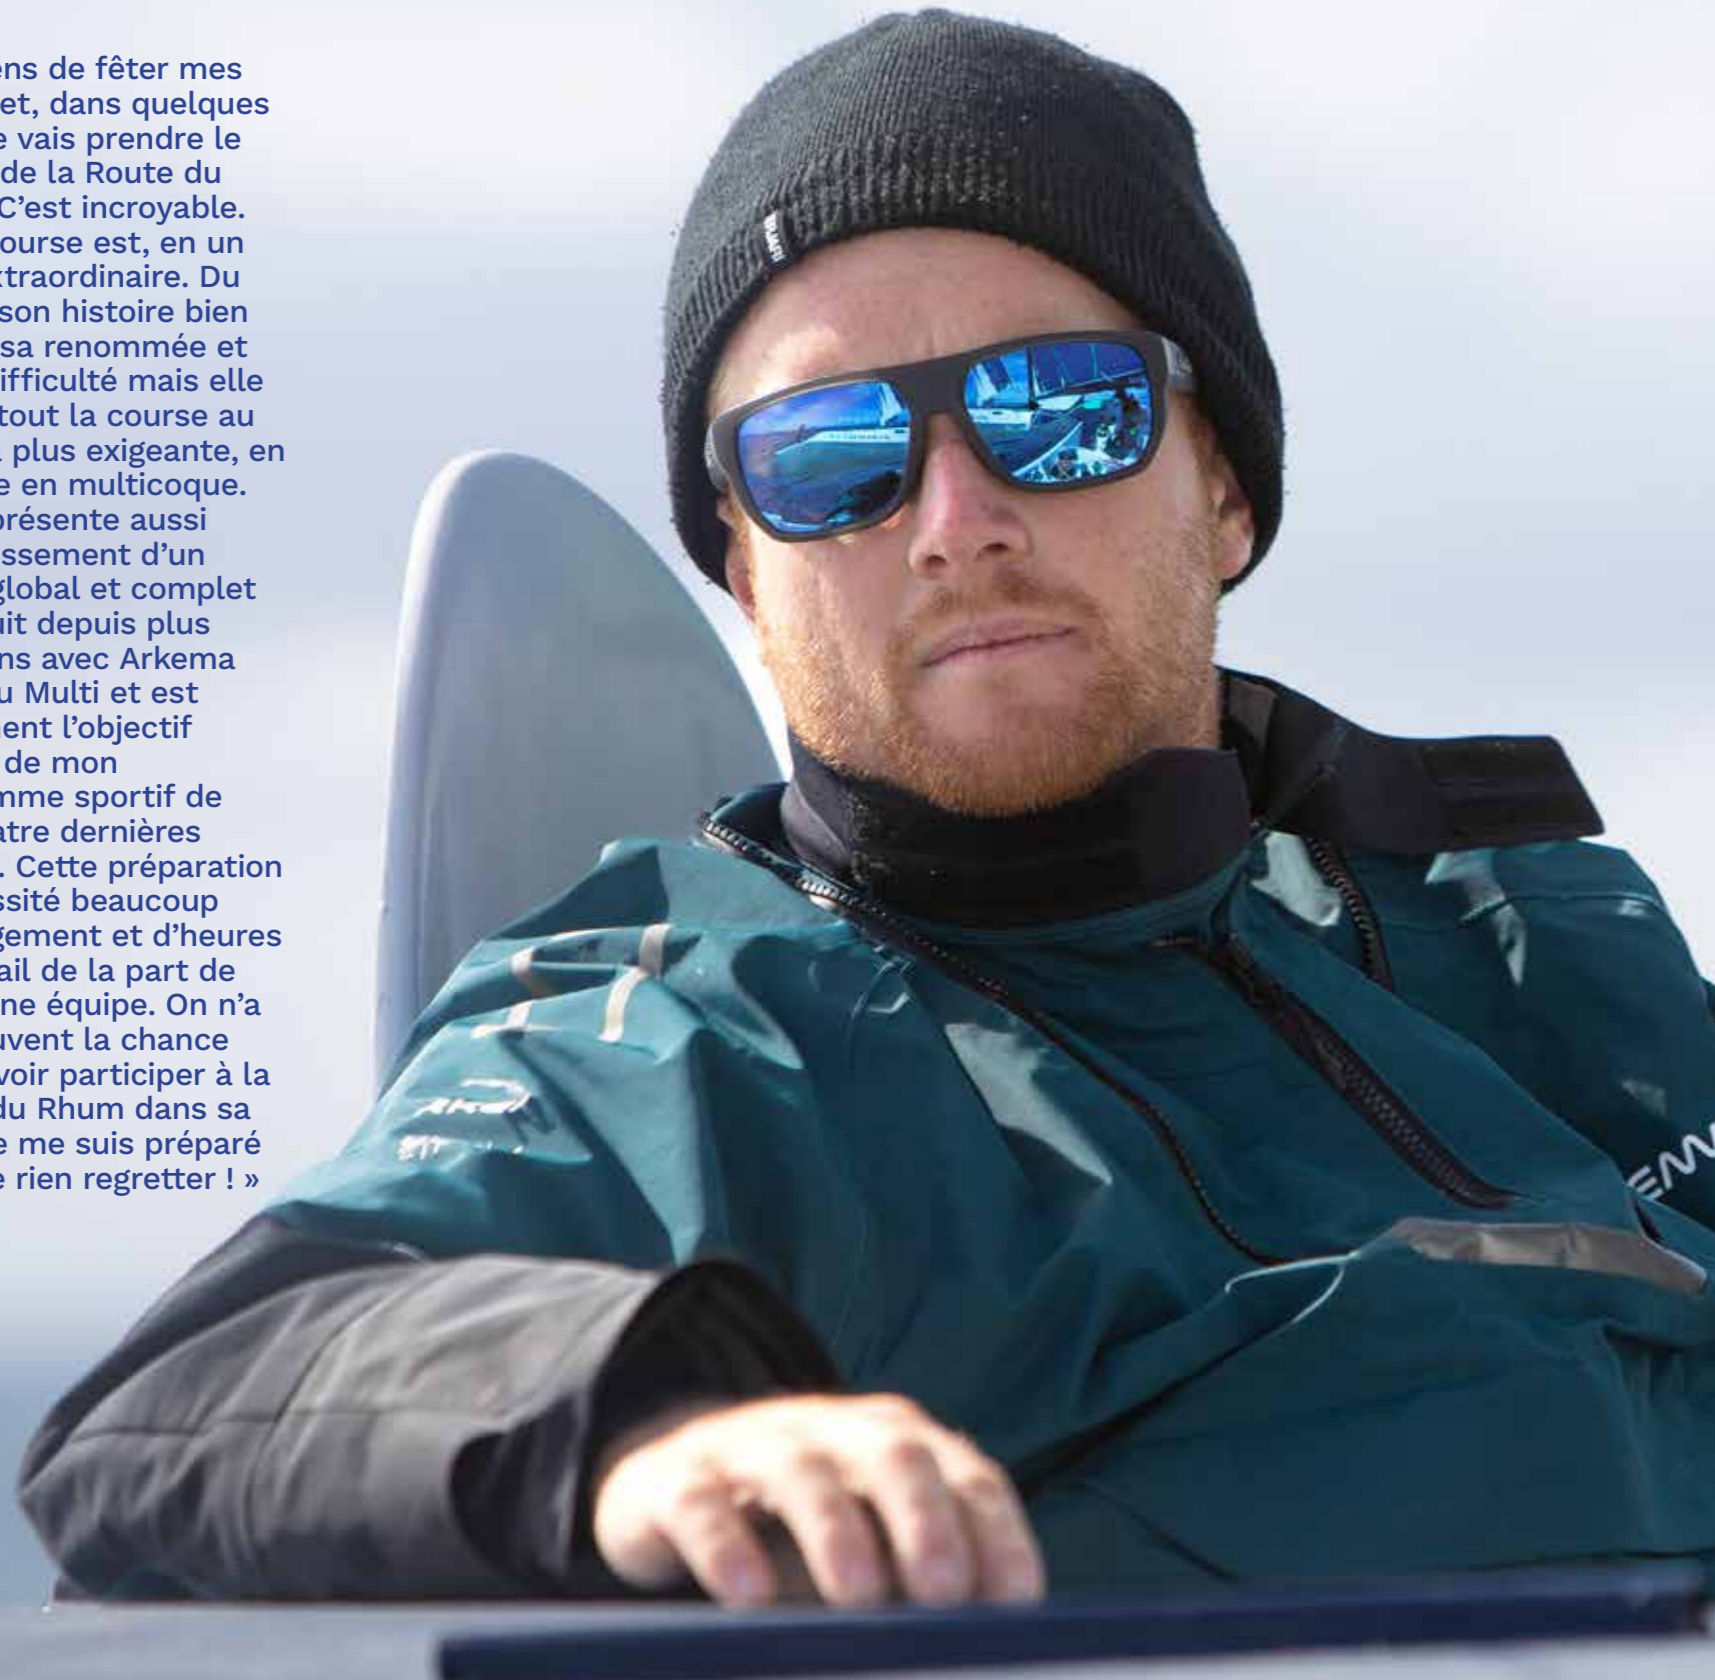 ens de fêter mes
et, dans quelques
e vais prendre le
de la Route du
C’est incroyable.
ourse est, en un
xtraordinaire. Du
son histoire bien
sa renommée et
ifficulté mais elle
tout la course au
a plus exigeante, en
e en multicoque.
présente aussi
issement d’un
global et complet
uit depuis plus
ns avec Arkema
u Multi et est
ment l’objectif
de mon
mme sportif de
atre dernières
. Cette préparation
ssité beaucoup
gement et d’heures
ail de la part de
ne équipe. On n’a
uvent la chance
voir participer à la
du Rhum dans sa
e me suis préparé
e rien regretter ! »